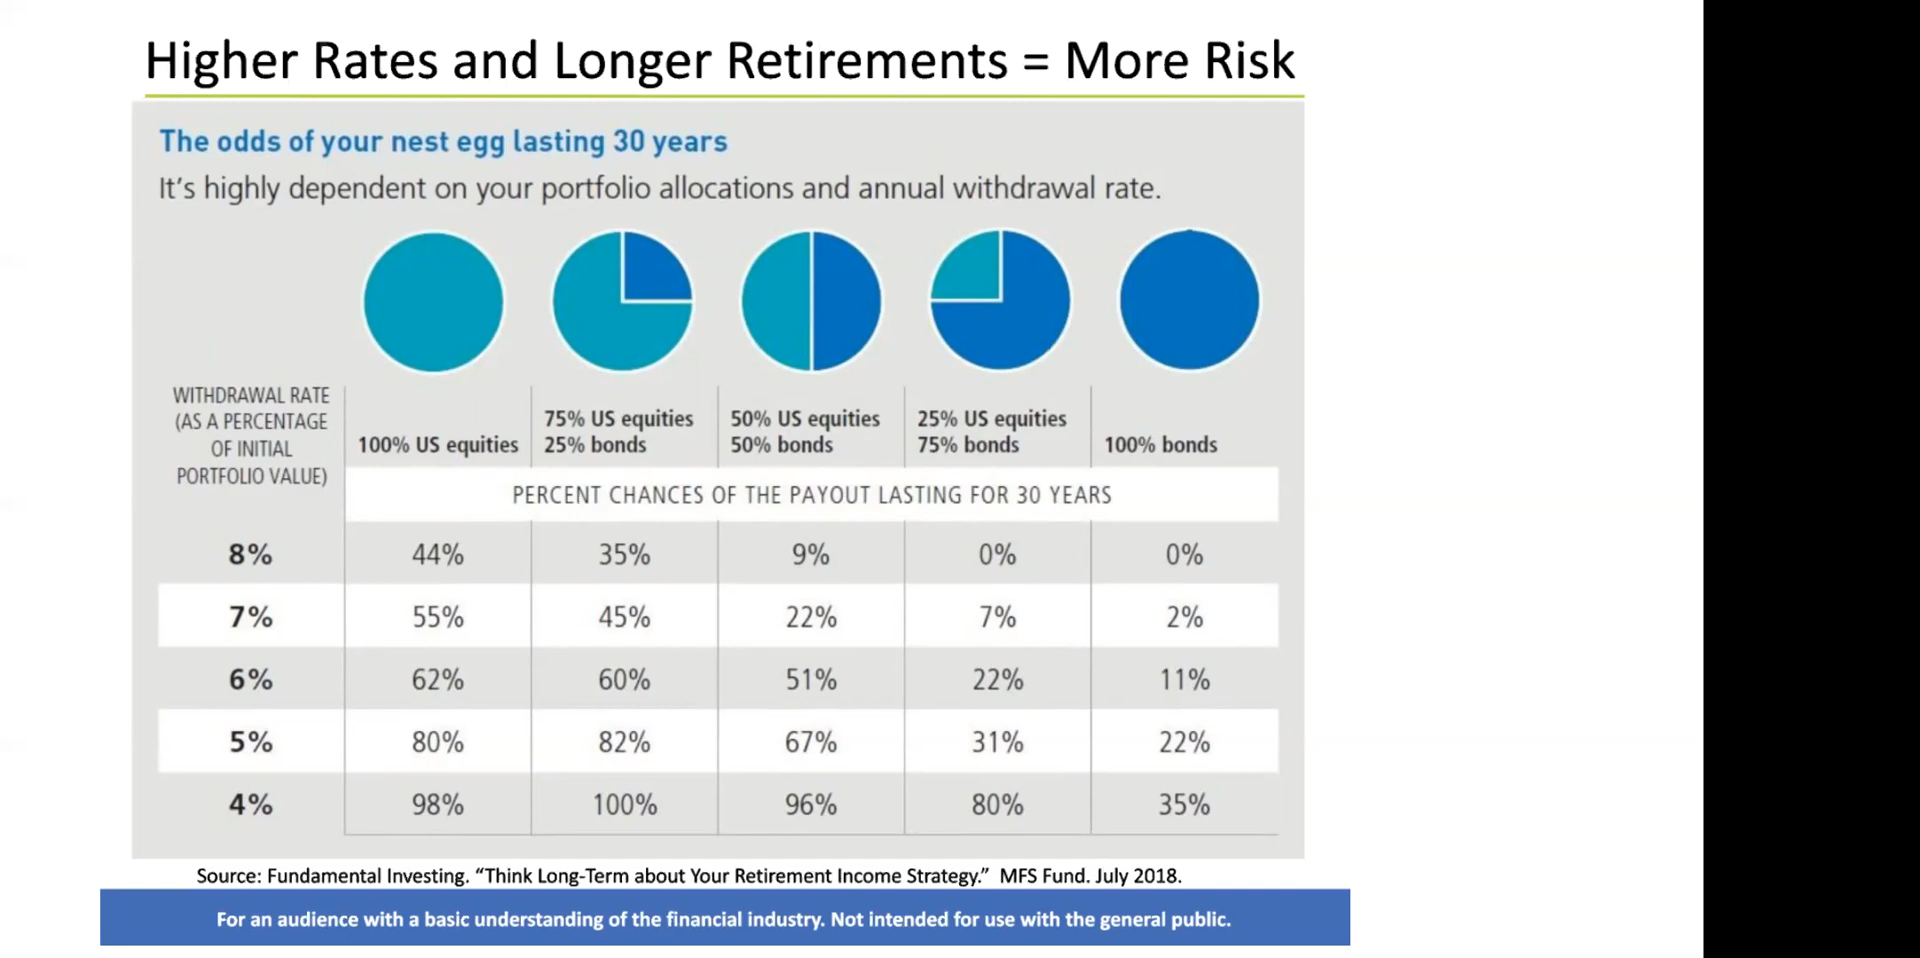 Higher Rates and Longer Retirements = More Risk
The odds of your nest egg lasting 30 years
It's highly dependent on your portfolio allocations and annual withdrawal rate.
WITHDRAWAL RATE
(AS A PERCENTAGE
OF INITIAL
PORTFOLIO VALUE)
100% US equities
75% US equities
25% bonds
50% US equities
50% bonds
25% US equities
75% bonds
100% bonds
PERCENT CHANCES OF THE PAYOUT LASTING FOR 30 YEARS
8% 44% 35% 9% 0% 0%
7% 55% 45% 22% 7% 2%
6% 62% 60% 51% 22% 11%
5% 80% 82% 67% 31% 22%
4% 98% 100% 96% 80% 35%
Source: Fundamental Investing. “Think Long-Term about Your Retirement Income Strategy.” MFS Fund. July 2018.
For an audience with a basic understanding of the financial industry. Not intended for use with the general public.